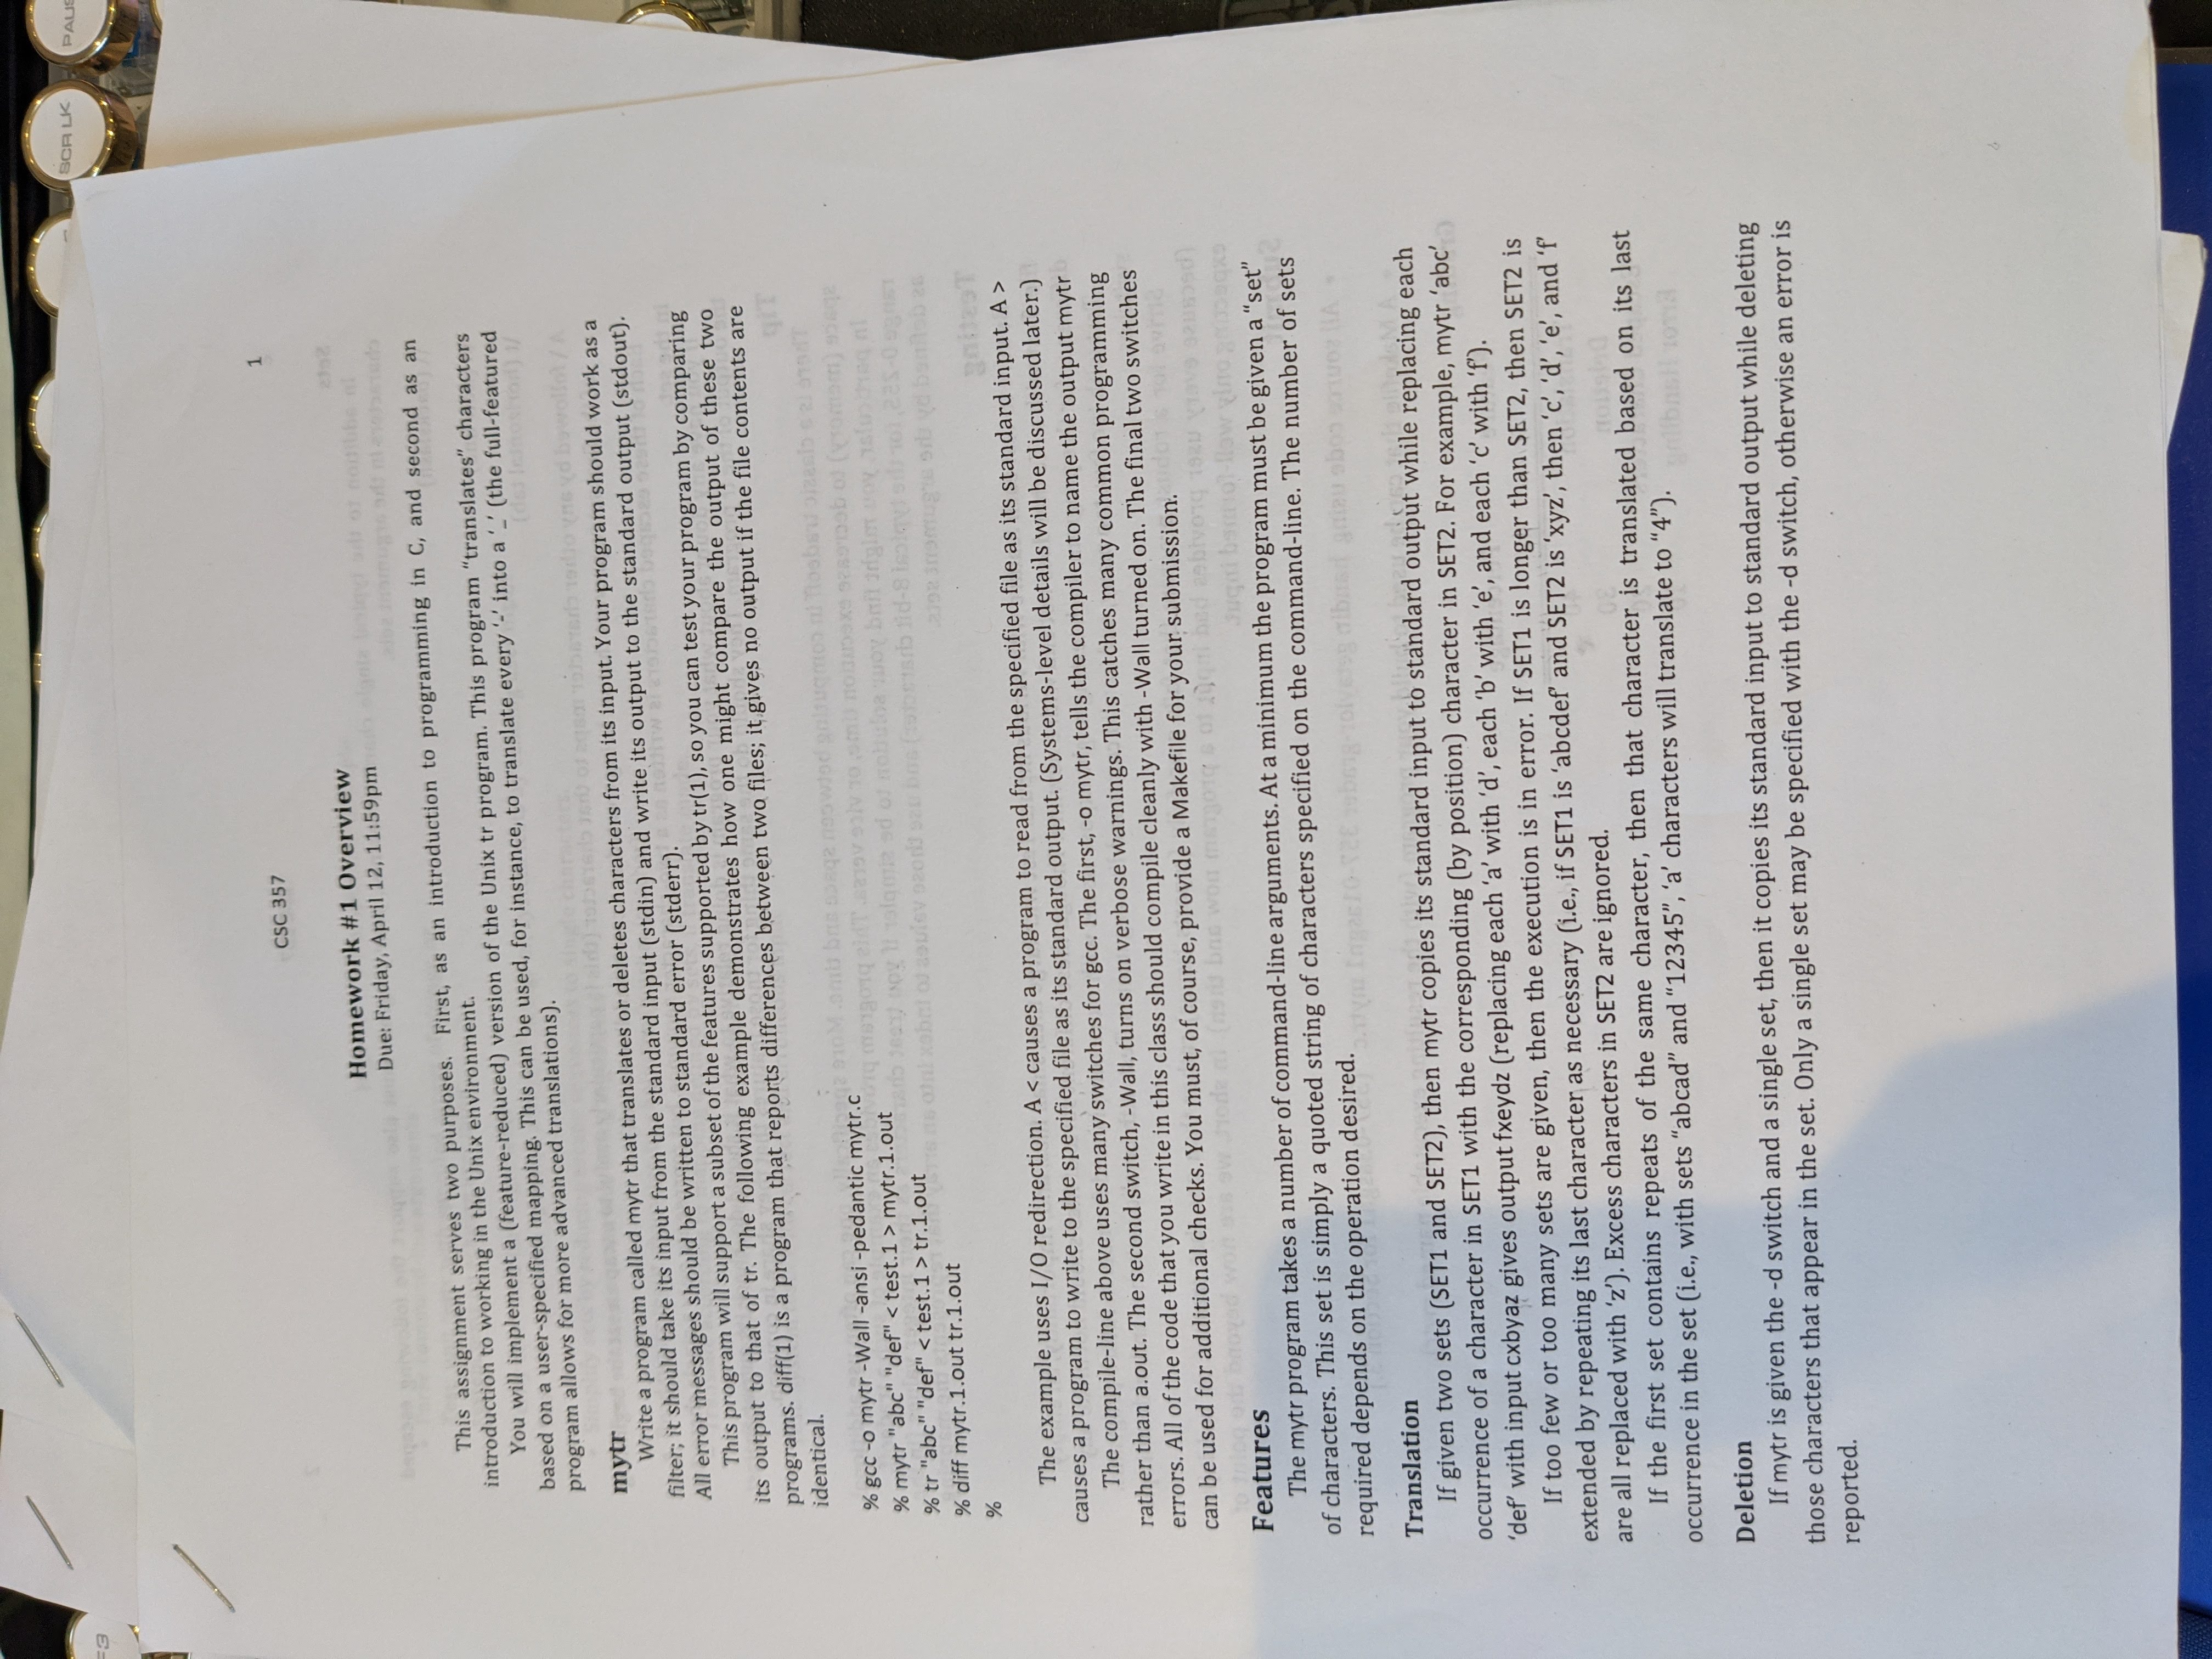 F3
SCR LK
PAUS
1
CSC 357
Homework #1 Overview
Due: Friday, April 12, 11:59pm
This assignment serves two purposes. First, as an introduction to programming in C, and second as an
introduction to working in the Unix environment.
You will implement a (feature-reduced) version of the Unix tr program. This program “translates” characters
based on a user-specified mapping. This can be used, for instance, to translate every ‘-’ into a ‘_’ (the full-featured
program allows for more advanced translations).
mytr
Write a program called mytr that translates or deletes characters from its input. Your program should work as a
filter; it should take its input from the standard input (stdin) and write its output to the standard output (stdout).
All error messages should be written to standard error (stderr).
This program will support a subset of the features supported by tr(1), so you can test your program by comparing
its output to that of tr. The following example demonstrates how one might compare the output of these two
programs. diff(1) is a program that reports differences between two files; it gives no output if the file contents are
identical.
% gcc -o mytr -Wall -ansi -pedantic mytr.c
% mytr "abc" "def" < test.1 > mytr.1.out
% tr "abc" "def" < test.1 > tr.1.out
% diff mytr.1.out tr.1.out
%
The example uses I/O redirection. A < causes a program to read from the specified file as its standard input. A >
causes a program to write to the specified file as its standard output. (Systems-level details will be discussed later.)
The compile-line above uses many switches for gcc. The first, -o mytr, tells the compiler to name the output mytr
rather than a.out. The second switch, -Wall, turns on verbose warnings. This catches many common programming
errors. All of the code that you write in this class should compile cleanly with -Wall turned on. The final two switches
can be used for additional checks. You must, of course, provide a Makefile for your submission.
Features
The mytr program takes a number of command-line arguments. At a minimum the program must be given a “set”
of characters. This set is simply a quoted string of characters specified on the command-line. The number of sets
required depends on the operation desired.
Translation
If given two sets (SET1 and SET2), then mytr copies its standard input to standard output while replacing each
occurrence of a character in SET1 with the corresponding (by position) character in SET2. For example, mytr ‘abc’
‘def’ with input cxbyaz gives output fxeydz (replacing each ‘a’ with ‘d’, each ‘b’ with ‘e’, and each ‘c’ with ‘f’).
If too few or too many sets are given, then the execution is in error. If SET1 is longer than SET2, then SET2 is
extended by repeating its last character as necessary (i.e., if SET1 is ‘abcdef’ and SET2 is ‘xyz’, then ‘c’, ‘d’, ‘e’, and ‘f’
are all replaced with ‘z’). Excess characters in SET2 are ignored.
If the first set contains repeats of the same character, then that character is translated based on its last
occurrence in the set (i.e., with sets “abcad” and “12345”, ‘a’ characters will translate to “4”).
Deletion
If mytr is given the -d switch and a single set, then it copies its standard input to standard output while deleting
those characters that appear in the set. Only a single set may be specified with the -d switch, otherwise an error is
reported.